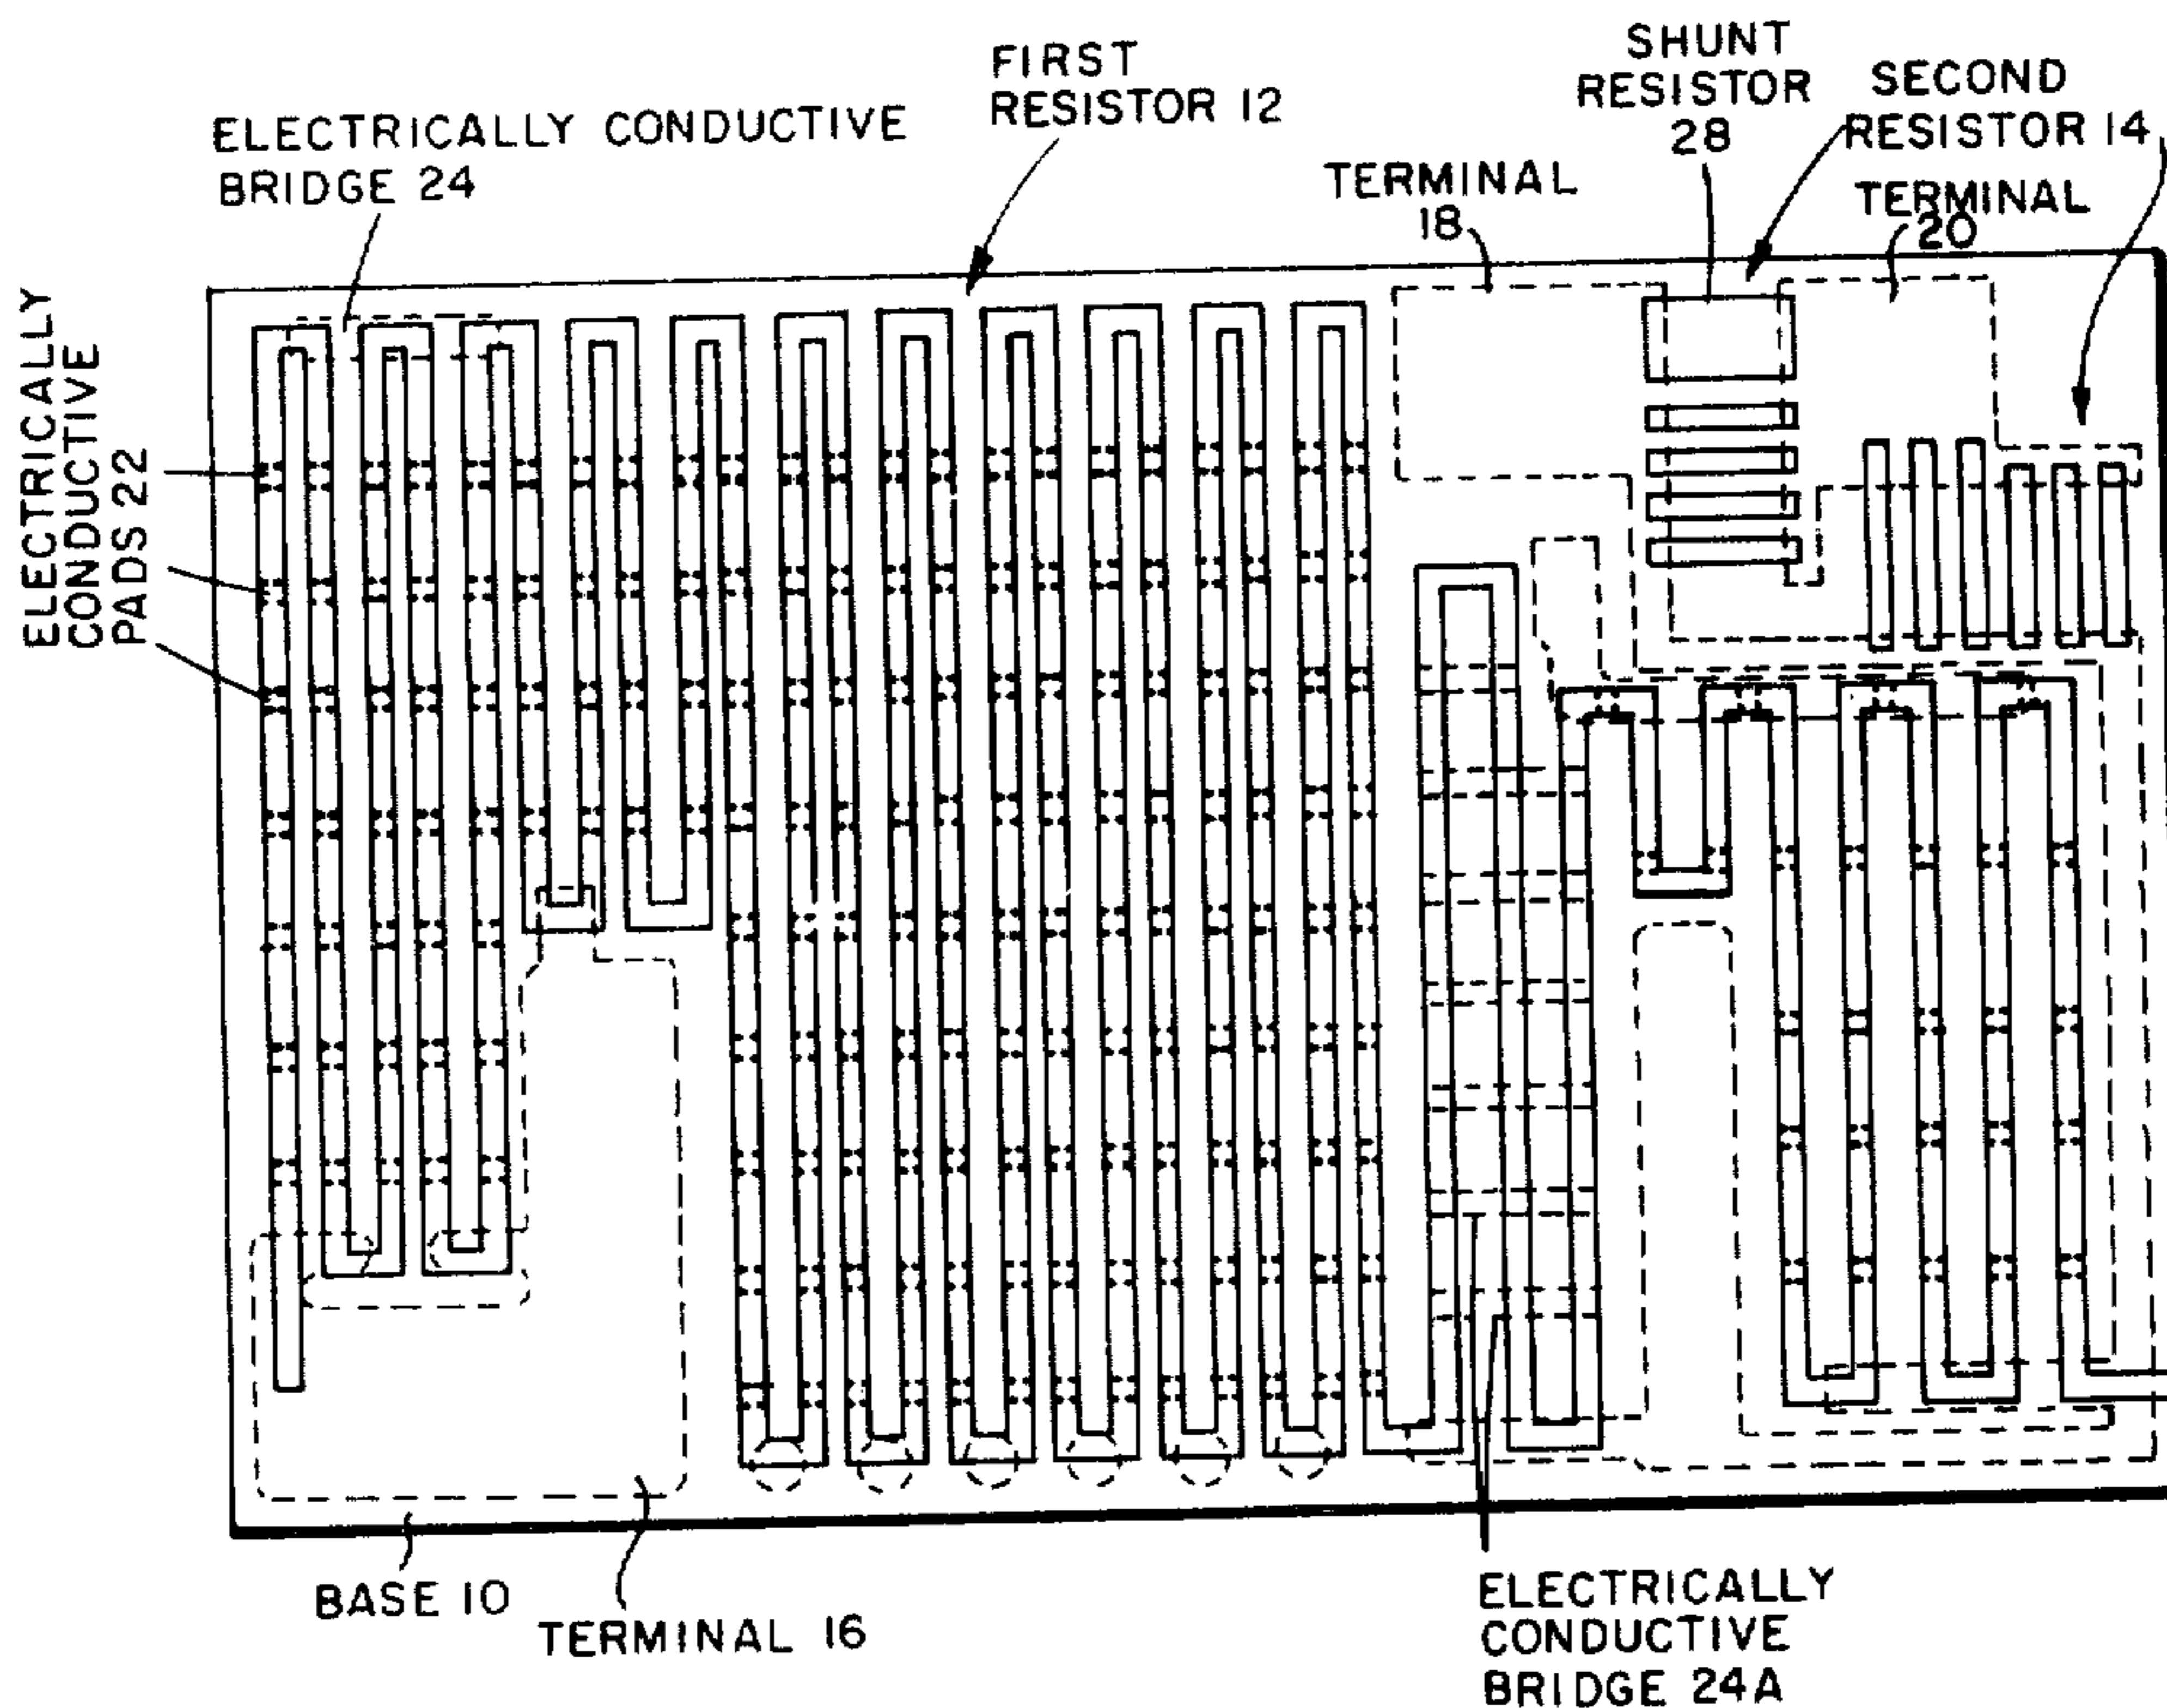 FIRST
RESISTOR 12
SHUNT
RESISTOR
28
SECOND
RESISTOR 14
ELECTRICALLY CONDUCTIVE
BRIDGE 24
TERMINAL
18
TERMINAL
20
ELECTRICALLY
CONDUCTIVE
PADS 22
BASE 10
TERMINAL 16
ELECTRICALLY
CONDUCTIVE
BRIDGE 24A